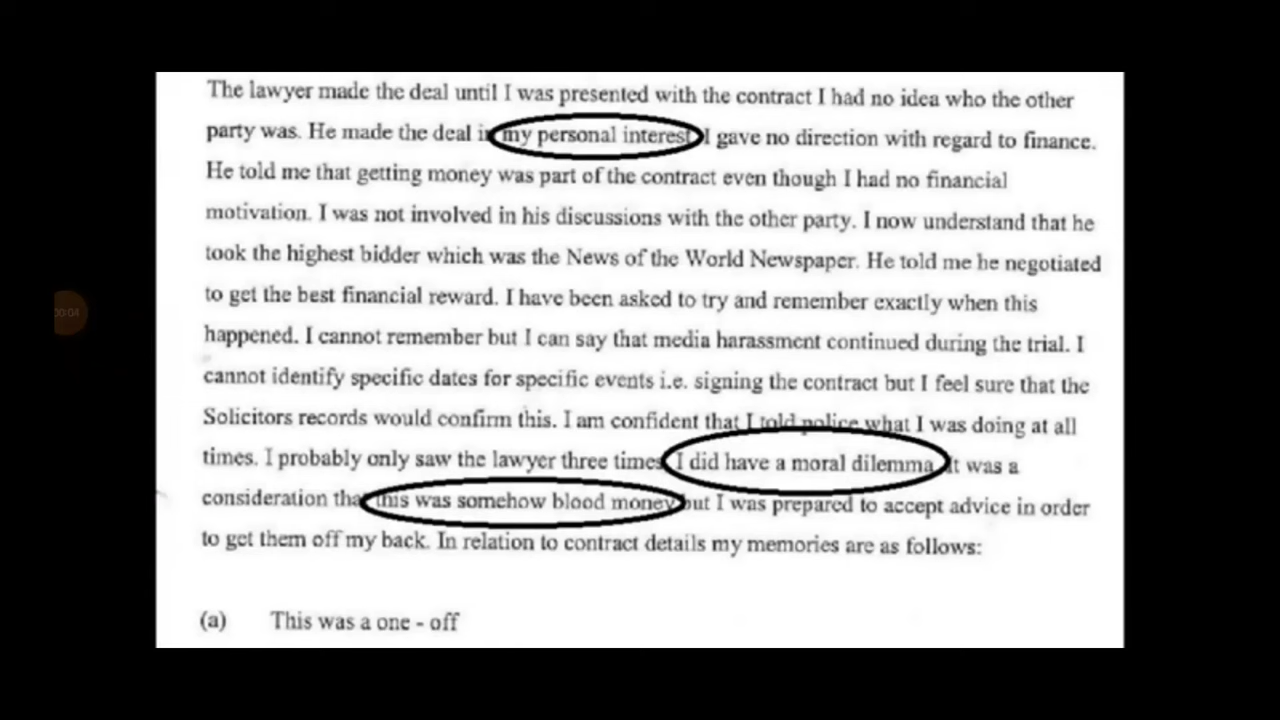 The lawyer made the deal until I was presented with the contract I had no idea who the other
party was. He made the deal in my personal interest I gave no direction with regard to finance.
He told me that getting money was part of the contract even though I had no financial
motivation. I was not involved in his discussions with the other party. I now understand that he
took the highest bidder which was the News of the World Newspaper. He told me he negotiated
to get the best financial reward. I have been asked to try and remember exactly when this
happened. I cannot remember but I can say that media harassment continued during the trial. I
cannot identify specific dates for specific events i.e. signing the contract but I feel sure that the
Solicitors records would confirm this. I am confident that I told police what I was doing at all
times. I probably only saw the lawyer three times I did have a moral dilemma It was a
consideration that this was somehow blood money but I was prepared to accept advice in order
to get them off my back. In relation to contract details my memories are as follows:
(a) This was a one - off
00:04